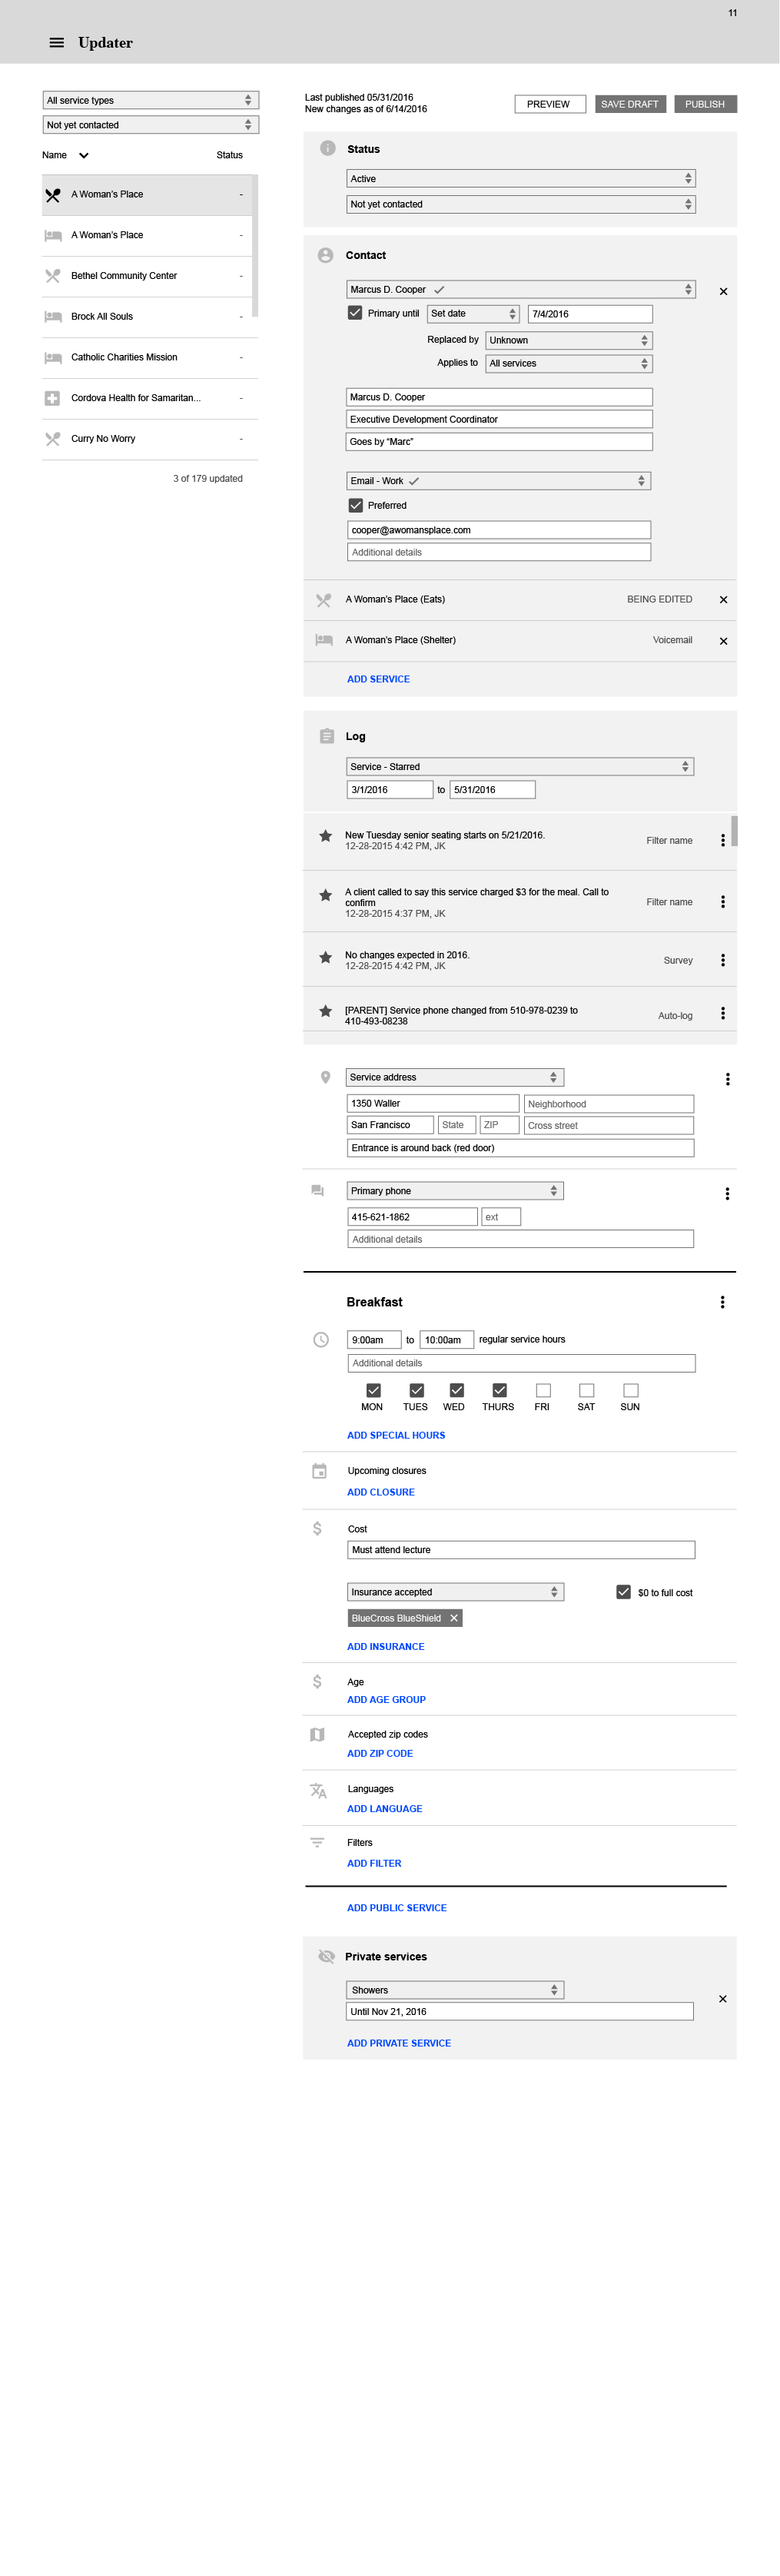 11
Updater
All service types
Not yet contacted
Name Status
A Woman's Place -
A Woman's Place -
Bethel Community Center -
Brock All Souls -
Catholic Charities Mission -
Cordova Health for Samaritan... -
Curry No Worry -
3 of 179 updated
Last published 05/31/2016
New changes as of 6/14/2016
PREVIEW SAVE DRAFT PUBLISH
Status
Active
Not yet contacted
Contact
Marcus D. Cooper
Primary until Set date 7/4/2016
Replaced by Unknown
Applies to All services
Marcus D. Cooper
Executive Development Coordinator
Goes by “Marc”
Email - Work
Preferred
cooper@awomansplace.com
Additional details
A Woman's Place (Eats) BEING EDITED
A Woman's Place (Shelter) Voicemail
ADD SERVICE
Log
Service - Starred
3/1/2016 to 5/31/2016
New Tuesday senior seating starts on 5/21/2016.
12-28-2015 4:42 PM, JK
Filter name
A client called to say this service charged $3 for the meal. Call to
confirm
12-28-2015 4:37 PM, JK
Filter name
No changes expected in 2016.
12-28-2015 4:42 PM, JK
Survey
[PARENT] Service phone changed from 510-978-0239 to
410-493-08238
Auto-log
Service address
1350 Waller Neighborhood
San Francisco State ZIP Cross street
Entrance is around back (red door)
Primary phone
415-621-1862 ext
Additional details
Breakfast
9:00am to 10:00am regular service hours
Additional details
MON TUES WED THURS FRI SAT SUN
ADD SPECIAL HOURS
Upcoming closures
ADD CLOSURE
Cost
Must attend lecture
Insurance accepted $0 to full cost
BlueCross BlueShield
ADD INSURANCE
Age
ADD AGE GROUP
Accepted zip codes
ADD ZIP CODE
Languages
ADD LANGUAGE
Filters
ADD FILTER
ADD PUBLIC SERVICE
Private services
Showers
Until Nov 21, 2016
ADD PRIVATE SERVICE